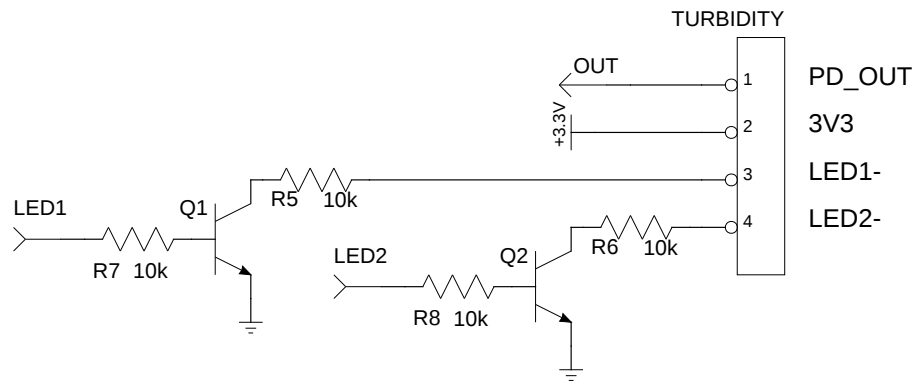 TURBIDITY
OUT
1
PD_OUT
+3.3V
2
3V3
3
LED1-
R5
10k
LED1
Q1
4
LED2-
R6
10k
R7
10k
LED2
Q2
R8
10k